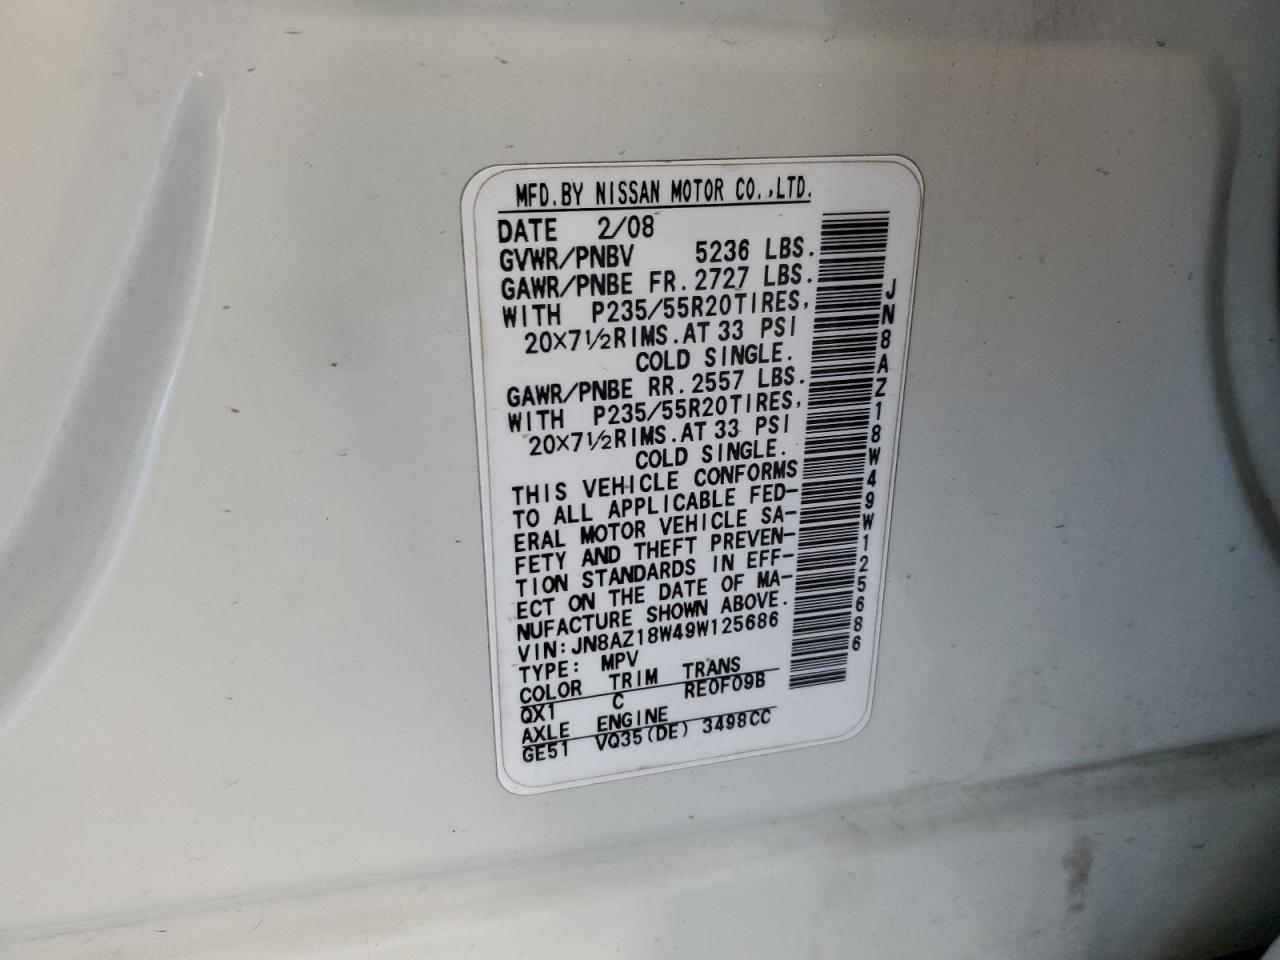 MFD.BY NISSAN MOTOR CO.,LTD.
DATE 2/08
GVWR/PNBV 5236 LBS.
GAWR/PNBE FR.2727 LBS.
WITH P235/55R20TIRES,
20×7½RIMS.AT 33 PSI
COLD SINGLE.
GAWR/PNBE RR.2557 LBS.
WITH P235/55R20TIRES,
20×7½RIMS.AT 33 PSI
COLD SINGLE.
THIS VEHICLE CONFORMS
TO ALL APPLICABLE FED-
ERAL MOTOR VEHICLE SA-
FETY AND THEFT PREVEN-
TION STANDARDS IN EFF-
ECT ON THE DATE OF MA-
NUFACTURE SHOWN ABOVE.
VIN:JN8AZ18W49W125686
TYPE: MPV
COLOR TRIM TRANS
QX1 C RE0F09B
AXLE ENGINE
GE51 VQ35(DE) 3498CC
JN8AZ18W49W125686